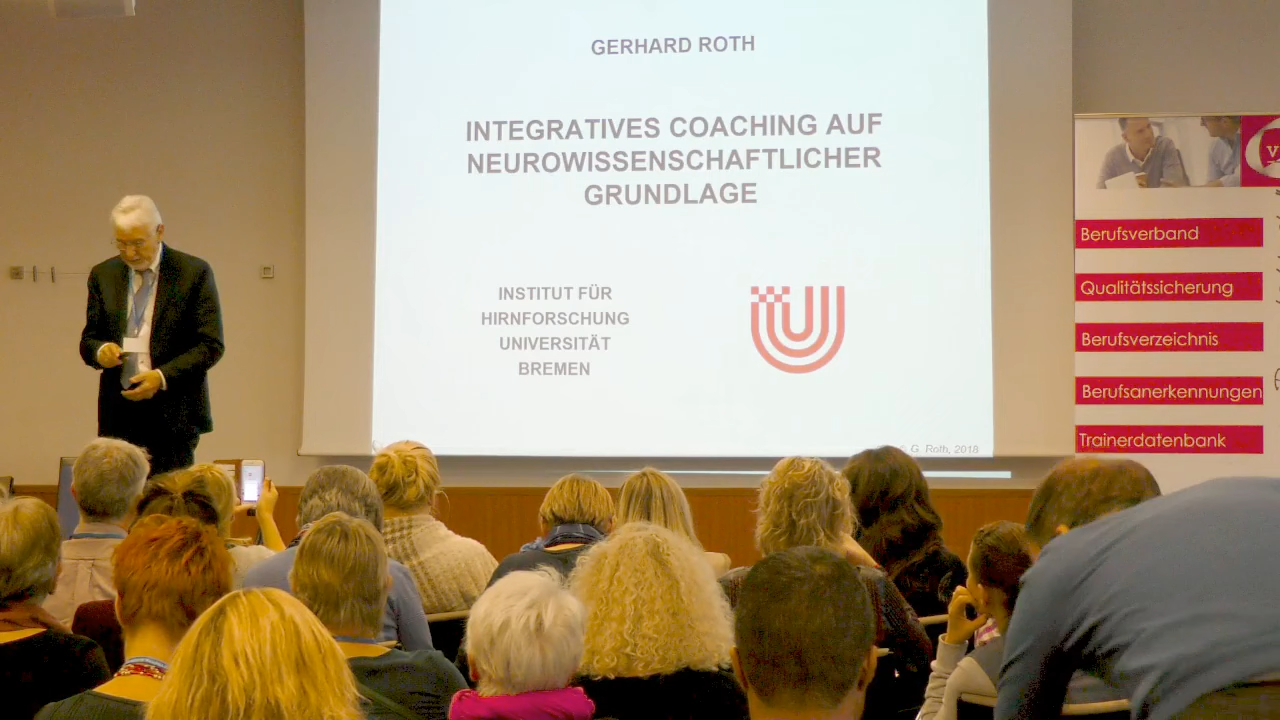 GERHARD ROTH
INTEGRATIVES COACHING AUF
NEUROWISSENSCHAFTLICHER
GRUNDLAGE
INSTITUT FÜR
HIRNFORSCHUNG
UNIVERSITÄT
BREMEN
G. Roth, 2018
Berufsverband
Qualitätssicherung
Berufsverzeichnis
Berufsanerkennungen
Trainerdatenbank